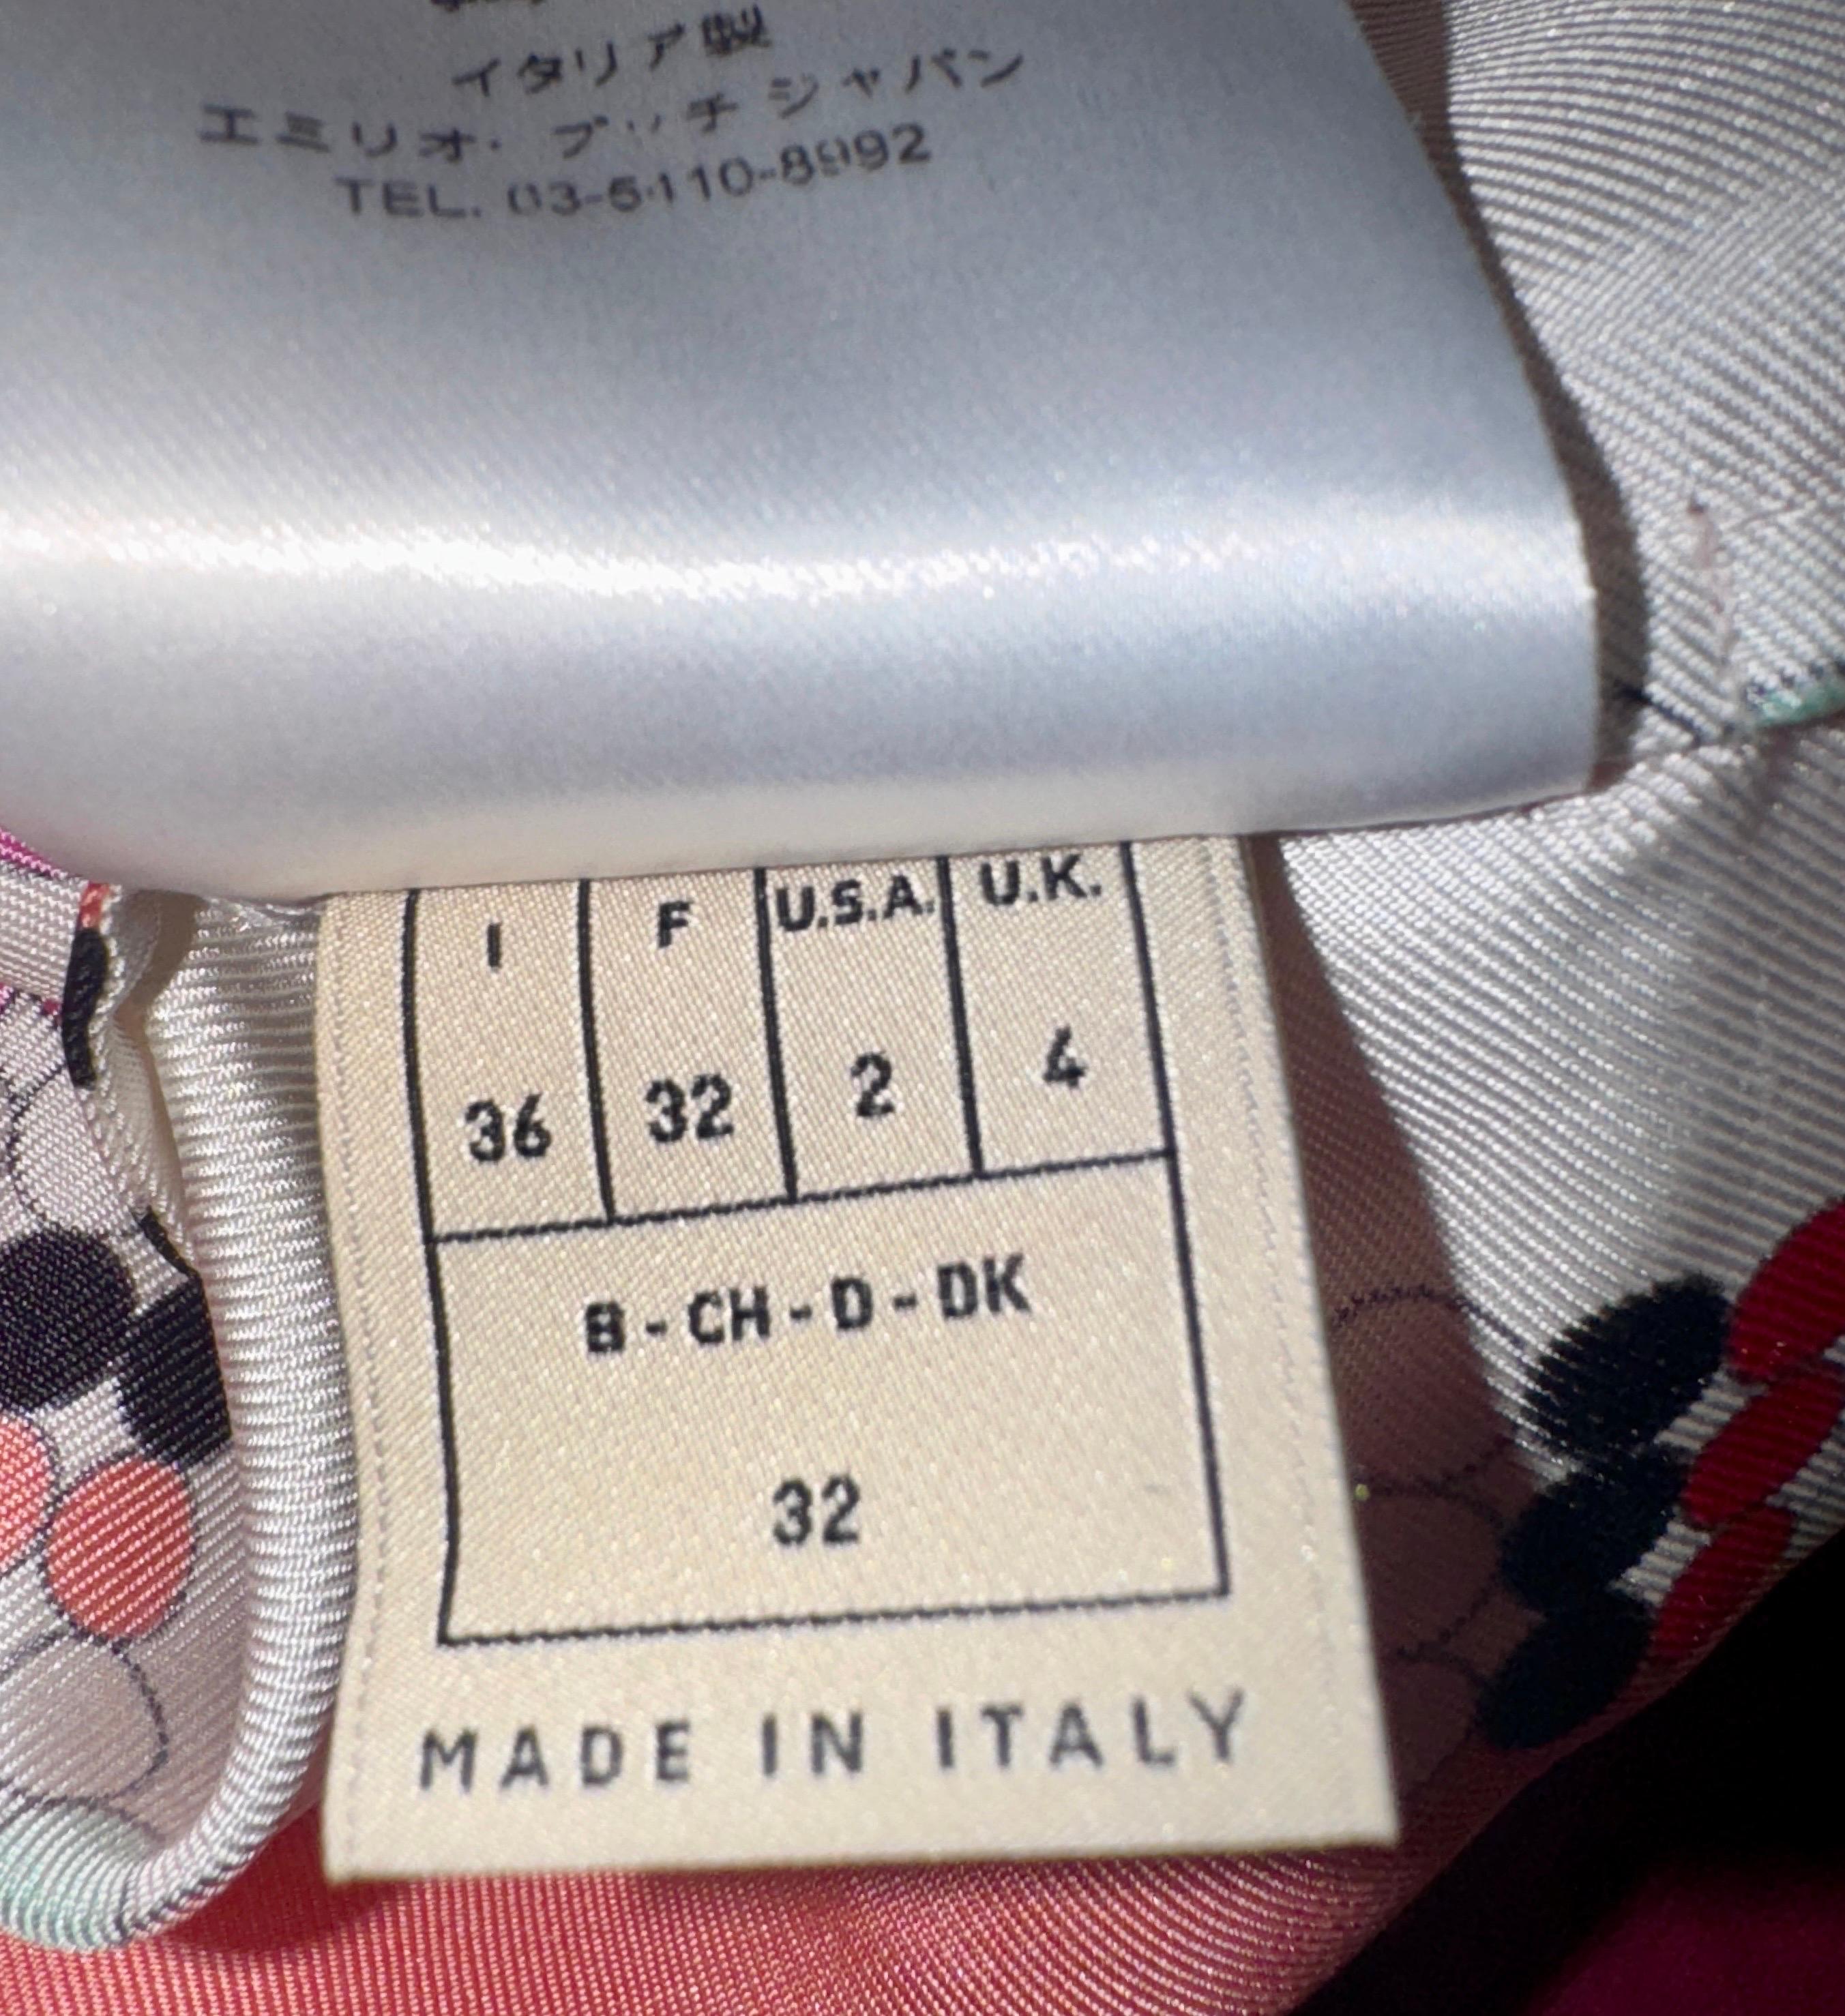 イタリア製
エミリオ・プッチ ジャパン
TEL. 03-5110-8992
I F U.S.A. U.K.
36 32 2 4
B - CH - D - DK
32
MADE IN ITALY